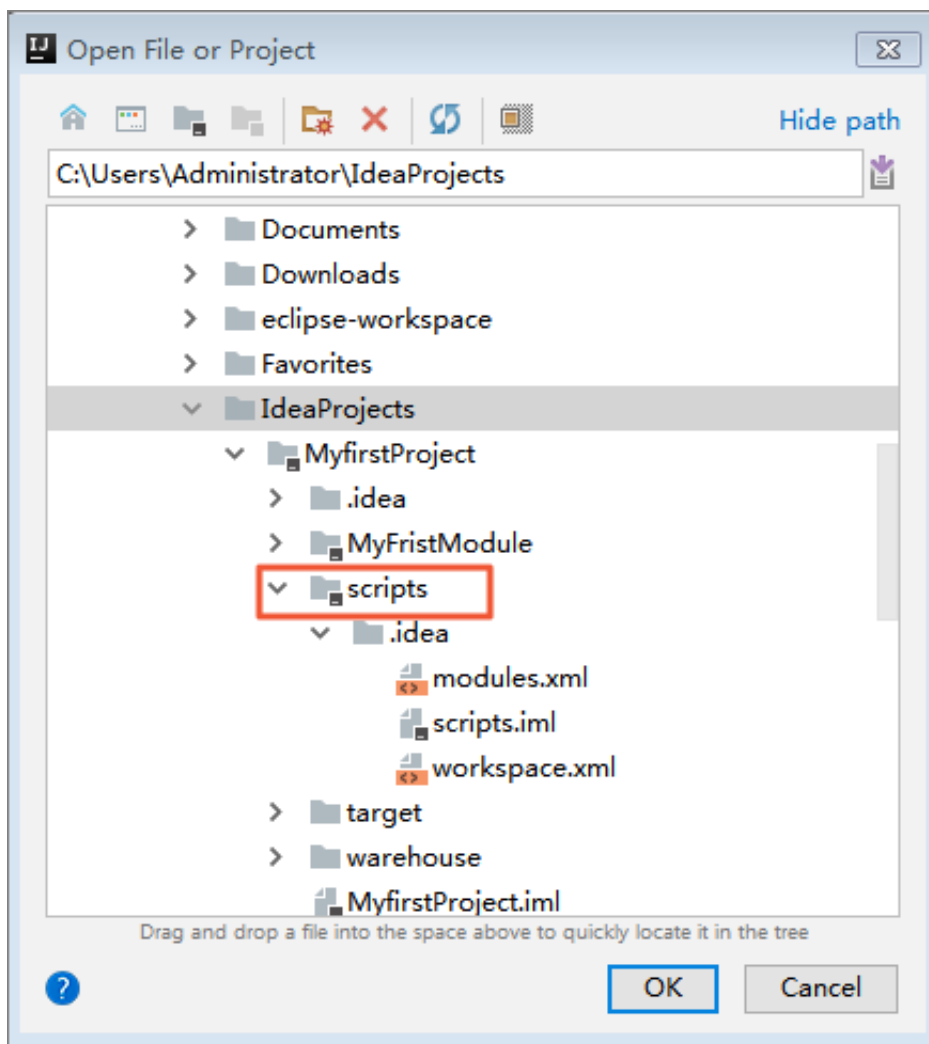 IJ Open File or Project
Hide path
C:\Users\Administrator\IdeaProjects
Documents
Downloads
eclipse-workspace
Favorites
IdeaProjects
MyfirstProject
.idea
MyFristModule
scripts
.idea
modules.xml
scripts.iml
workspace.xml
target
warehouse
MyfirstProject.iml
Drag and drop a file into the space above to quickly locate it in the tree
? OK Cancel